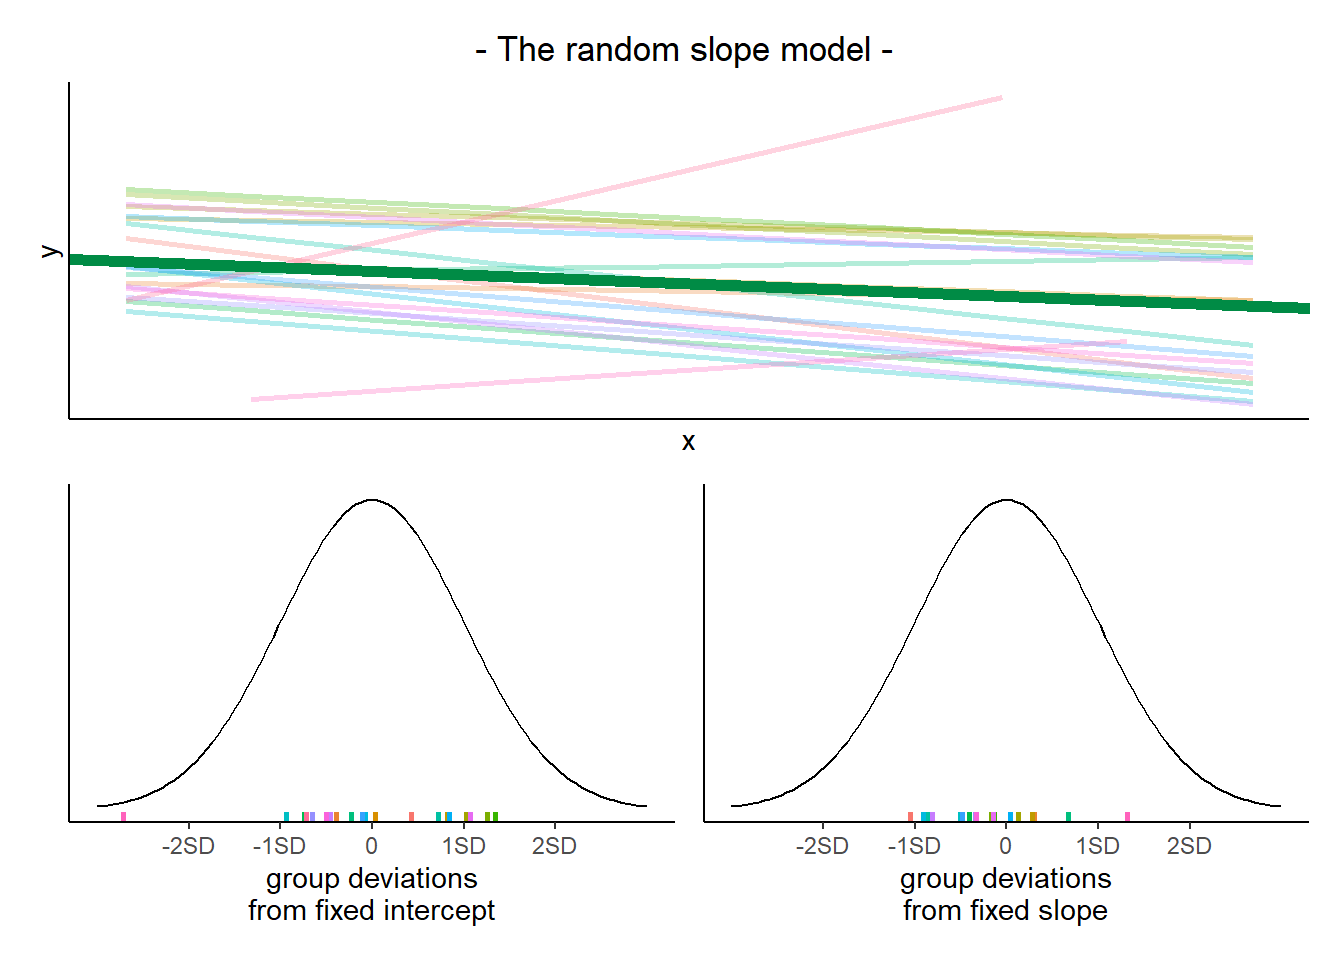 - The random slope model -
y
x
-2SD -1SD 0 1SD 2SD
group deviations
from fixed intercept
-2SD -1SD 0 1SD 2SD
group deviations
from fixed slope